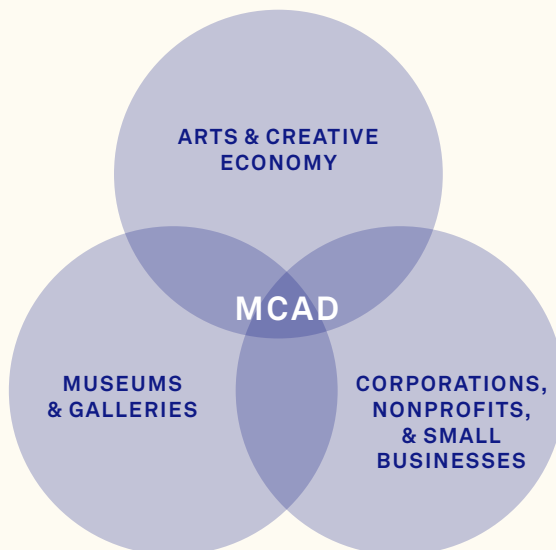 ARTS & CREATIVE
ECONOMY
MCAD
MUSEUMS
& GALLERIES
CORPORATIONS,
NONPROFITS,
& SMALL
BUSINESSES